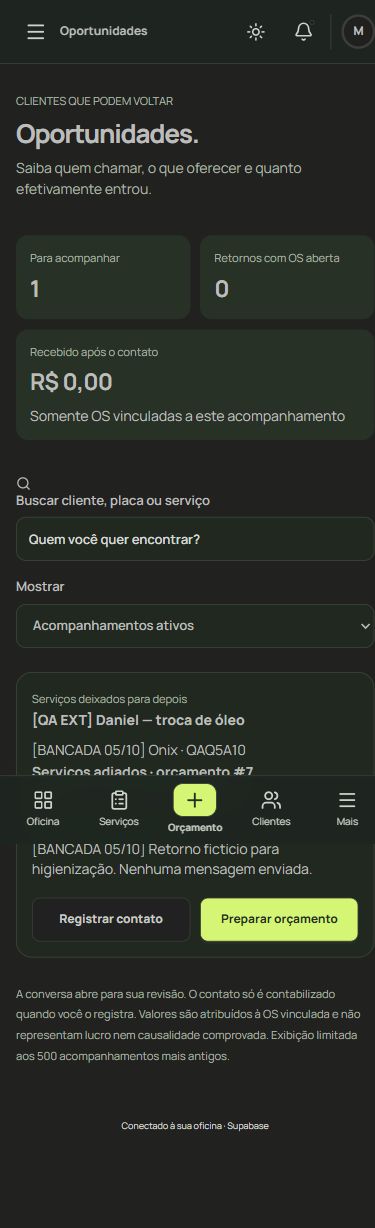 Oportunidades
M
CLIENTES QUE PODEM VOLTAR
Oportunidades.
Saiba quem chamar, o que oferecer e quanto
efetivamente entrou.
Para acompanhar
1
Retornos com OS aberta
0
Recebido após o contato
R$ 0,00
Somente OS vinculadas a este acompanhamento
Buscar cliente, placa ou serviço
Quem você quer encontrar?
Mostrar
Acompanhamentos ativos
Serviços deixados para depois
[QA EXT] Daniel — troca de óleo
[BANCADA 05/10] Onix · QAQ5A10
Serviços adiados · orçamento #7
Oficina
Serviços
Orçamento
Clientes
Mais
[BANCADA 05/10] Retorno ficticio para
higienização. Nenhuma mensagem enviada.
Registrar contato
Preparar orçamento
A conversa abre para sua revisão. O contato só é contabilizado
quando você o registra. Valores são atribuídos à OS vinculada e não
representam lucro nem causalidade comprovada. Exibição limitada
aos 500 acompanhamentos mais antigos.
Conectado à sua oficina · Supabase